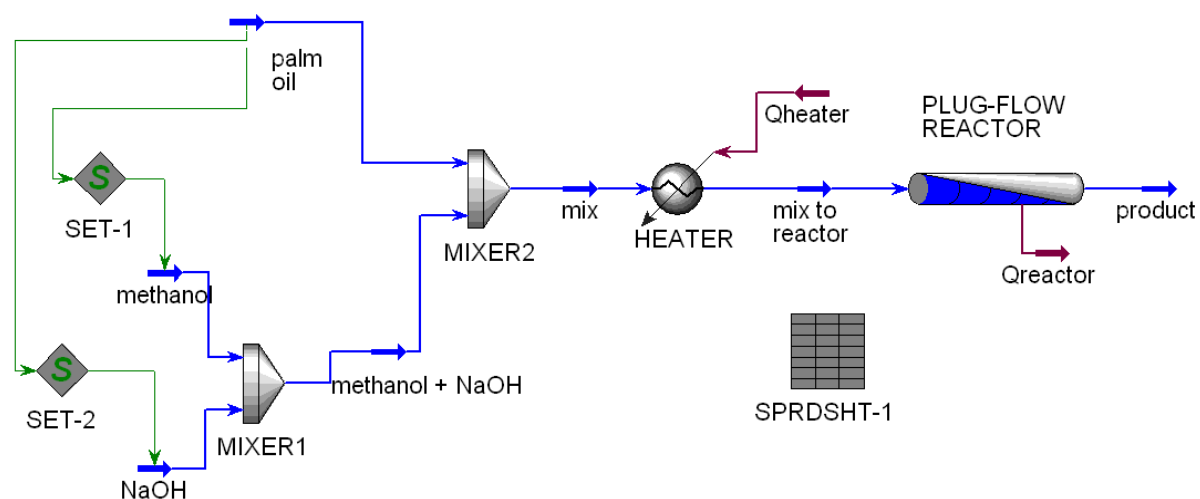 palm
oil
Qheater
PLUG-FLOW
REACTOR
S
SET-1
MIXER2
mix
HEATER
mix to
reactor
product
Qreactor
methanol
S
SET-2
MIXER1
methanol + NaOH
SPRDSHT-1
NaOH